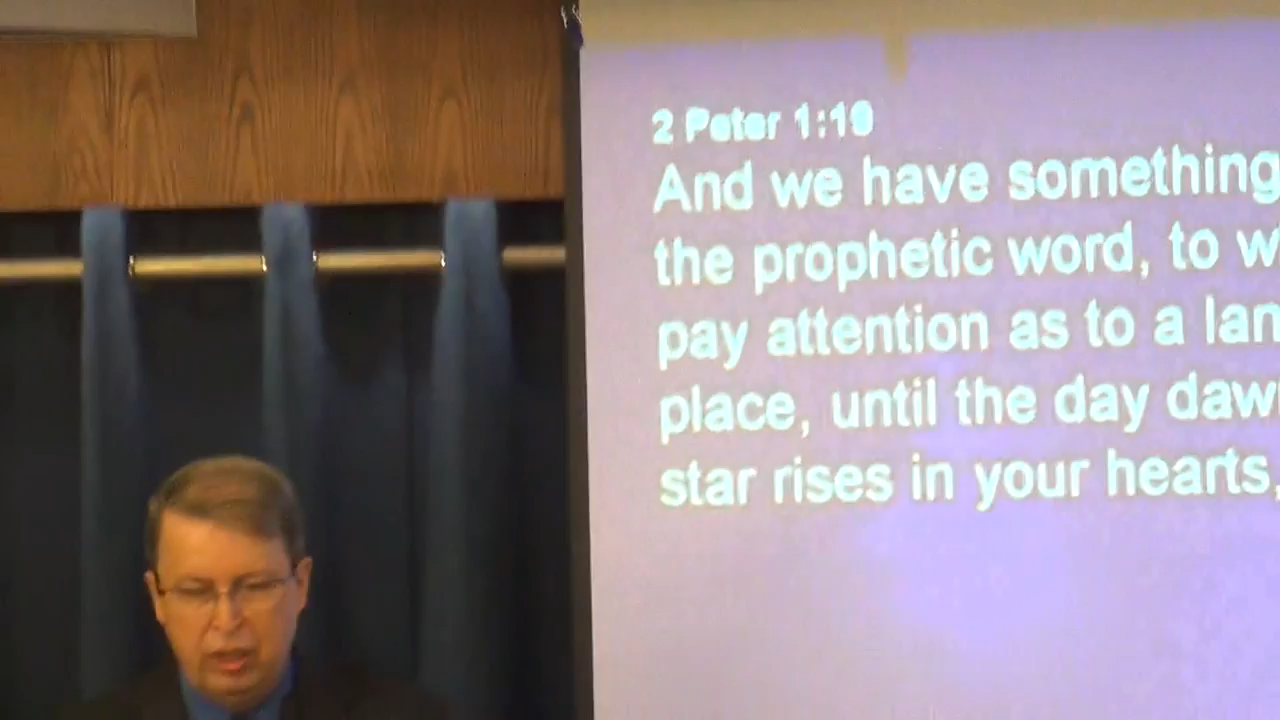 2 Peter 1:19
And we have something
the prophetic word, to w
pay attention as to a lam
place, until the day daw
star rises in your hearts,